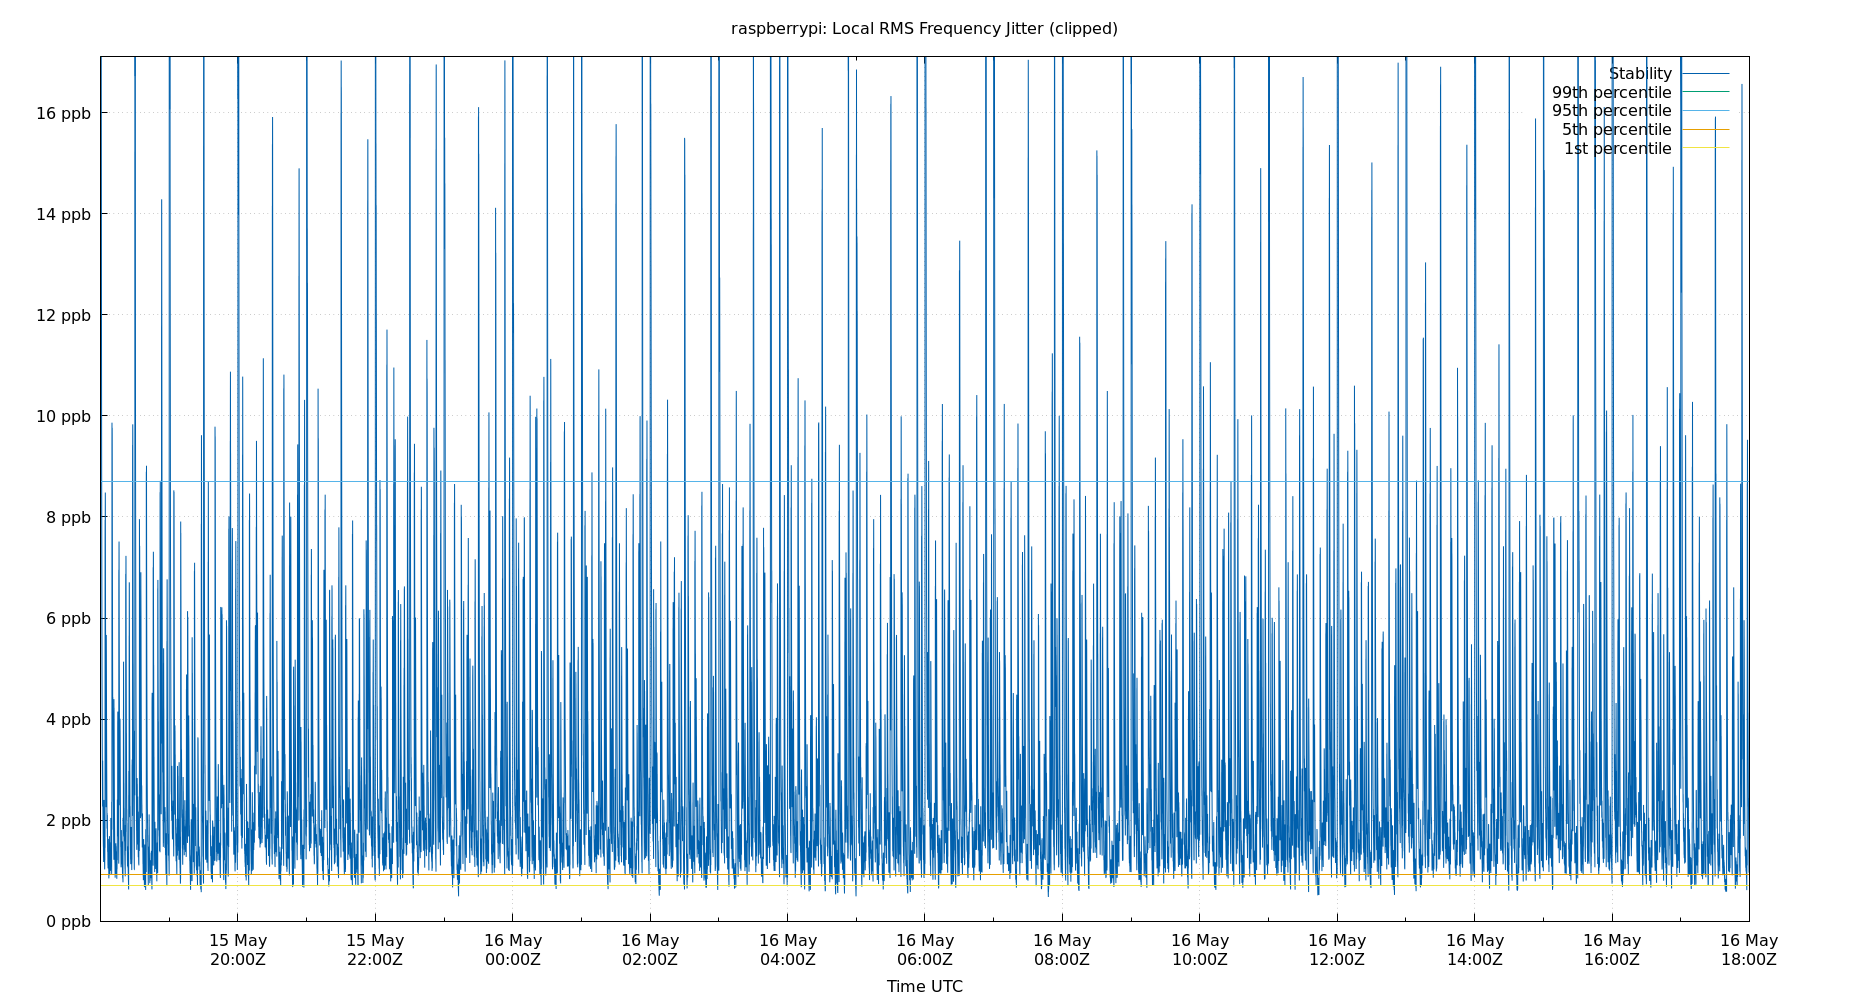 raspberrypi: Local RMS Frequency Jitter (clipped)
Stability
99th percentile
95th percentile
5th percentile
1st percentile
16 ppb
14 ppb
12 ppb
10 ppb
8 ppb
6 ppb
4 ppb
2 ppb
0 ppb
15 May 15 May 16 May 16 May 16 May 16 May 16 May 16 May 16 May 16 May 16 May 16 May
20:00Z 22:00Z 00:00Z 02:00Z 04:00Z 06:00Z 08:00Z 10:00Z 12:00Z 14:00Z 16:00Z 18:00Z
Time UTC